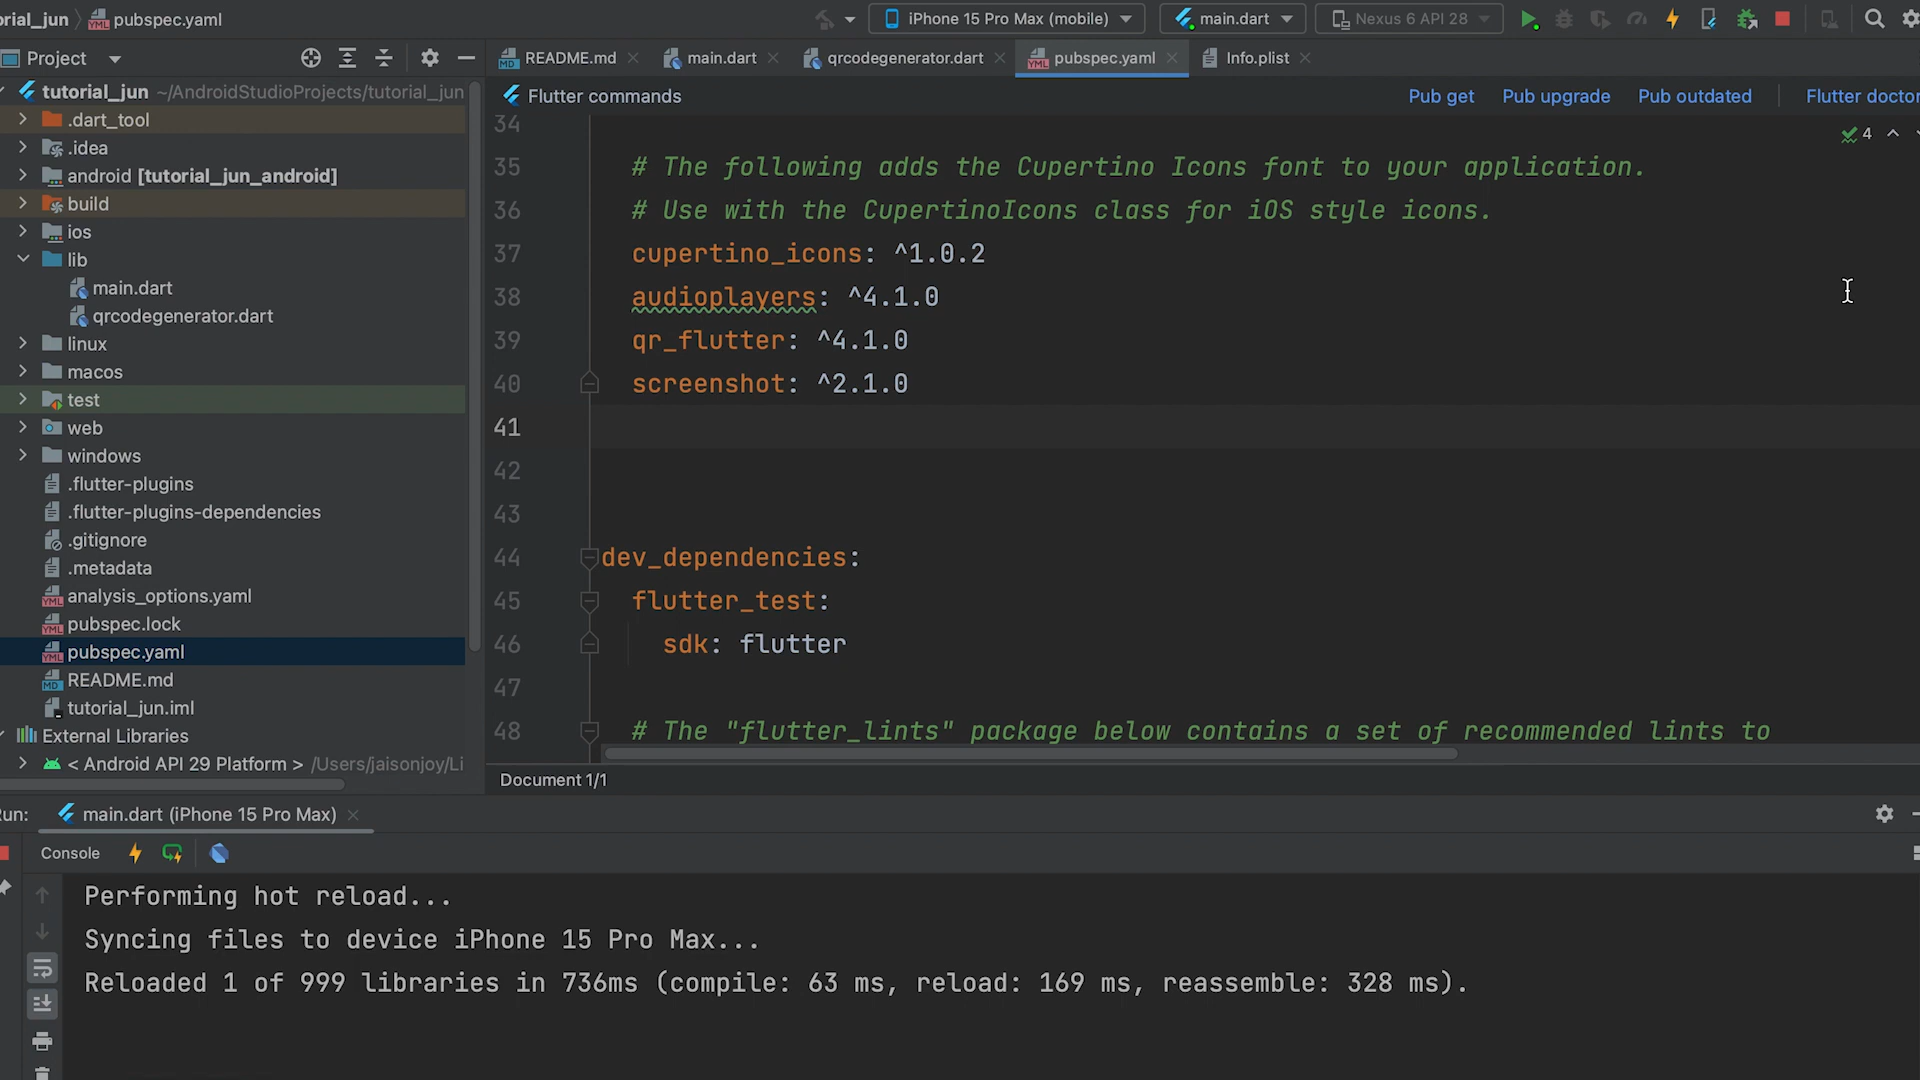 orial_jun
pubspec.yaml
iPhone 15 Pro Max (mobile)
main.dart
Nexus 6 API 28
Project
README.md
main.dart
qrcodegenerator.dart
pubspec.yaml
Info.plist
tutorial_jun ~/AndroidStudioProjects/tutorial_jun
.dart_tool
.idea
android [tutorial_jun_android]
build
ios
lib
main.dart
qrcodegenerator.dart
linux
macos
test
web
windows
.flutter-plugins
.flutter-plugins-dependencies
.gitignore
.metadata
analysis_options.yaml
pubspec.lock
pubspec.yaml
README.md
tutorial_jun.iml
External Libraries
< Android API 29 Platform > /Users/jaisonjoy/Li
Flutter commands
Pub get
Pub upgrade
Pub outdated
Flutter doctor
4
34
35 # The following adds the Cupertino Icons font to your application.
36 # Use with the CupertinoIcons class for iOS style icons.
37 cupertino_icons: ^1.0.2
38 audioplayers: ^4.1.0
39 qr_flutter: ^4.1.0
40 screenshot: ^2.1.0
41
42
43
44 dev_dependencies:
45 flutter_test:
46 sdk: flutter
47
48 # The "flutter_lints" package below contains a set of recommended lints to
Document 1/1
un:
main.dart (iPhone 15 Pro Max)
Console
Performing hot reload...
Syncing files to device iPhone 15 Pro Max...
Reloaded 1 of 999 libraries in 736ms (compile: 63 ms, reload: 169 ms, reassemble: 328 ms).